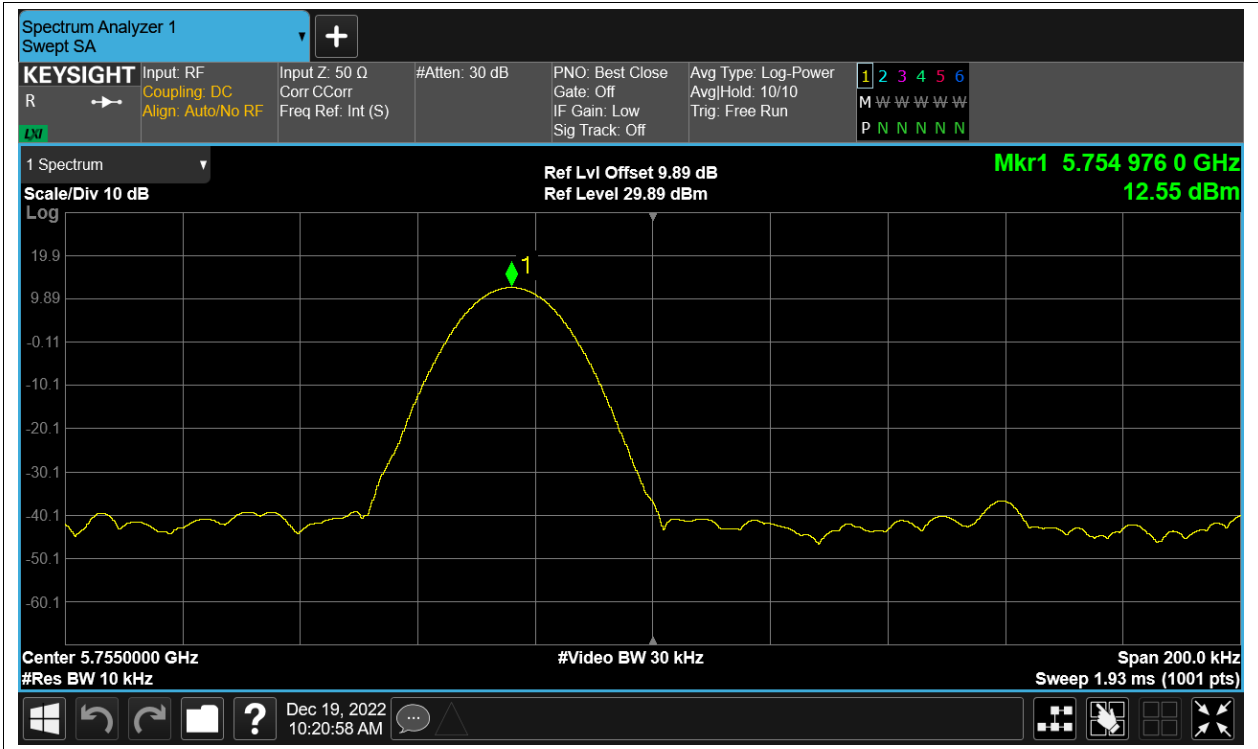 Spectrum Analyzer 1
Swept SA
KEYSIGHT
R
LXI
Input: RF
Coupling: DC
Align: Auto/No RF
Input Z: 50 Ω
Corr CCorr
Freq Ref: Int (S)
#Atten: 30 dB
PNO: Best Close
Gate: Off
IF Gain: Low
Sig Track: Off
Avg Type: Log-Power
Avg|Hold: 10/10
Trig: Free Run
1 2 3 4 5 6
M W W W W W W
P N N N N N N
1 Spectrum
Scale/Div 10 dB
Log
Ref Lvl Offset 9.89 dB
Ref Level 29.89 dBm
Mkr1 5.754 976 0 GHz
12.55 dBm
1
19.9
9.89
-0.11
-10.1
-20.1
-30.1
-40.1
-50.1
-60.1
Center 5.7550000 GHz
#Video BW 30 kHz
Span 200.0 kHz
#Res BW 10 kHz
Sweep 1.93 ms (1001 pts)
?
Dec 19, 2022
10:20:58 AM